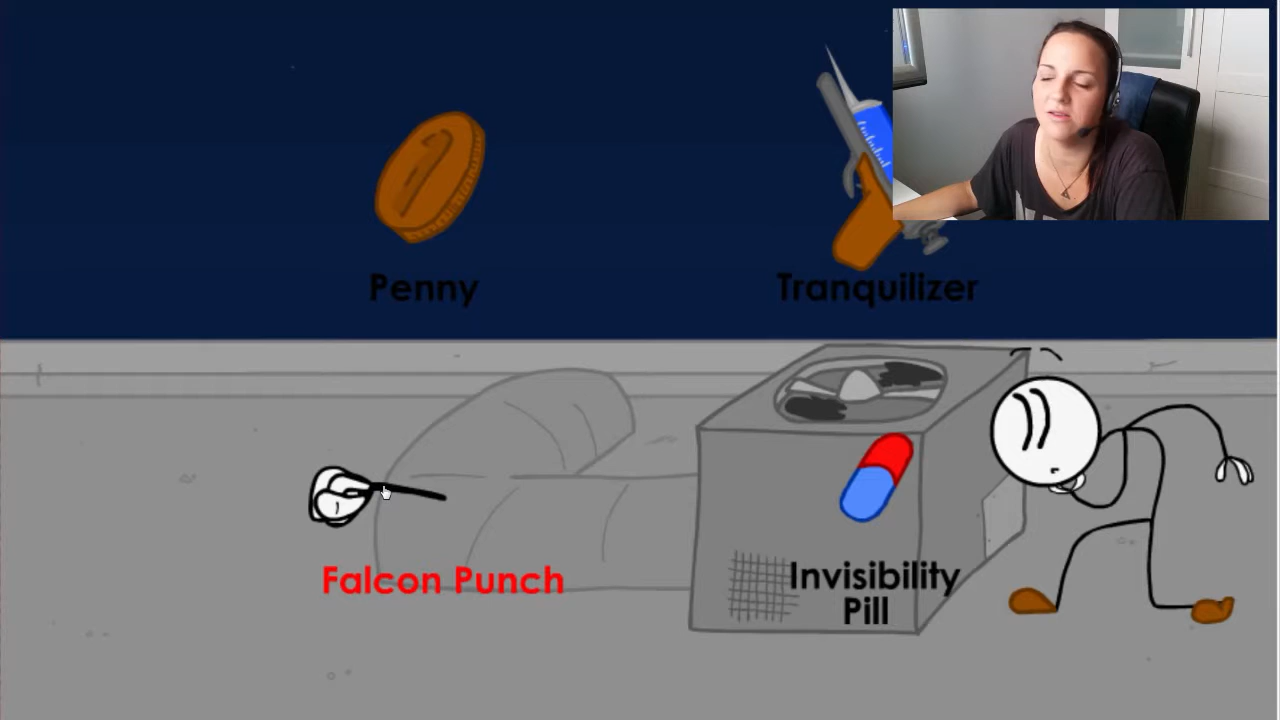 Penny
Tranquilizer
Falcon Punch
Invisibility
Pill